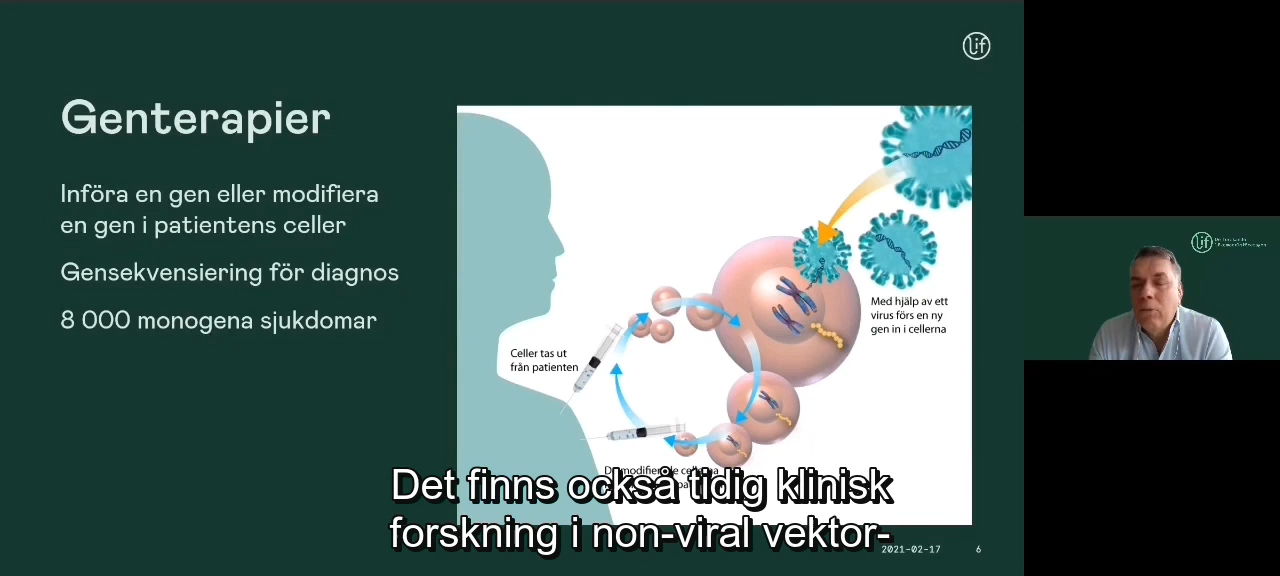 lif
Genterapier
Införa en gen eller modifiera
en gen i patientens celler
Gensekvensiering för diagnos
8 000 monogena sjukdomar
Med hjälp av ett
virus förs en ny
gen in i cellerna
Celler tas ut
från patienten
Det finns också tidig klinisk
forskning i non-viral vektor-
2021-02-17
6
lif